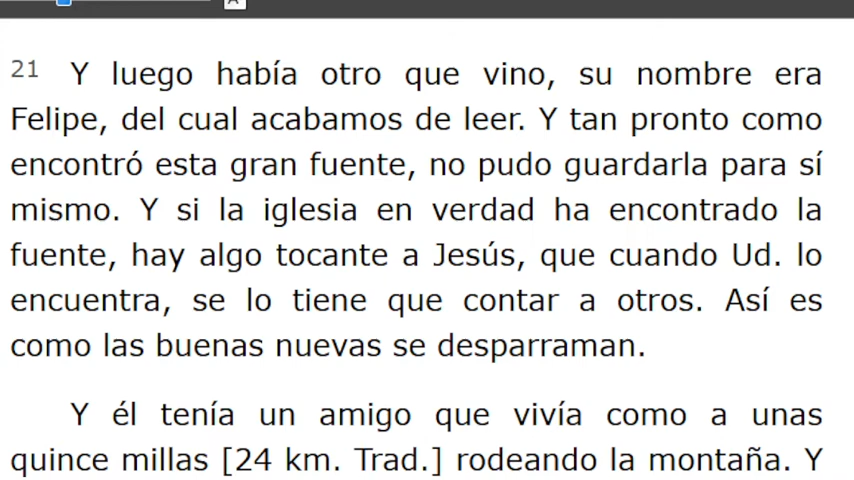 21 Y luego había otro que vino, su nombre era
Felipe, del cual acabamos de leer. Y tan pronto como
encontró esta gran fuente, no pudo guardarla para sí
mismo. Y si la iglesia en verdad ha encontrado la
fuente, hay algo tocante a Jesús, que cuando Ud. lo
encuentra, se lo tiene que contar a otros. Así es
como las buenas nuevas se desparraman.
Y él tenía un amigo que vivía como a unas
quince millas [24 km. Trad.] rodeando la montaña. Y